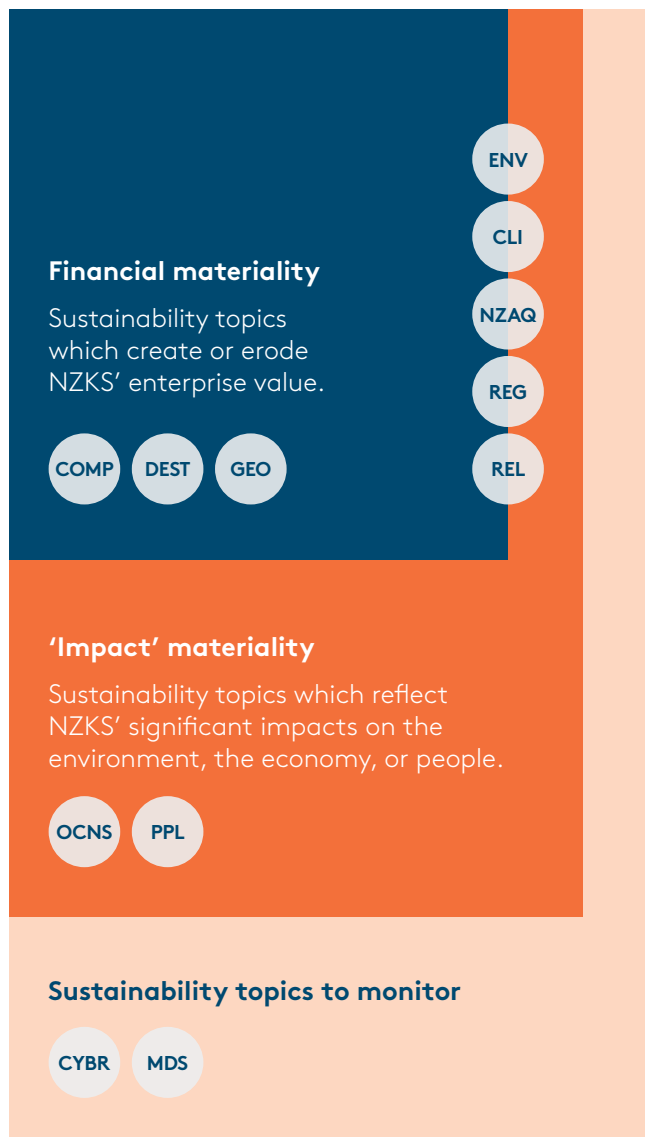 ENV
CLI
NZAQ
REG
REL
Financial materiality
Sustainability topics
which create or erode
NZKS’ enterprise value.
COMP DEST GEO
‘Impact’ materiality
Sustainability topics which reflect
NZKS’ significant impacts on the
environment, the economy, or people.
OCNS PPL
Sustainability topics to monitor
CYBR MDS